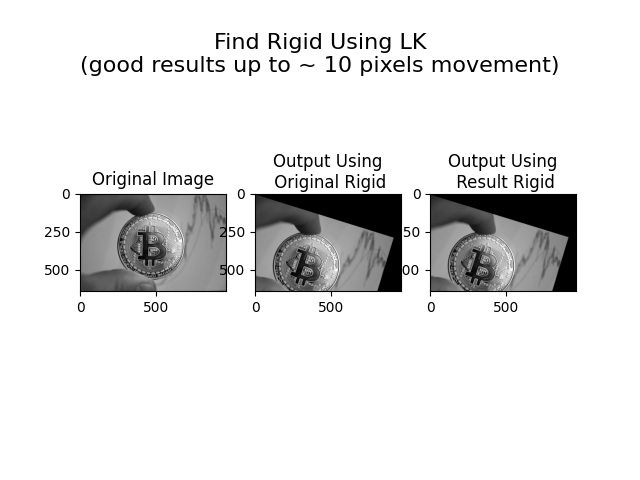 Find Rigid Using LK
(good results up to ~ 10 pixels movement)
Original Image
Output Using
Original Rigid
Output Using
Result Rigid
0
250
500
0
500
0
250
500
0
500
0
250
00
0
500